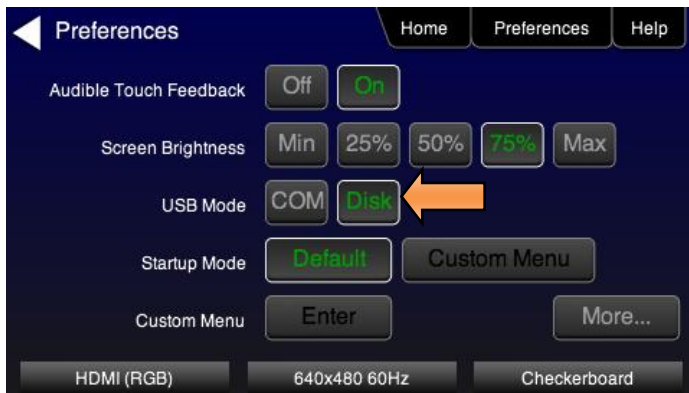 Preferences Home Preferences Help
Audible Touch Feedback Off On
Screen Brightness Min 25% 50% 75% Max
USB Mode COM Disk
Startup Mode Default Custom Menu
Custom Menu Enter More...
HDMI (RGB) 640x480 60Hz Checkerboard